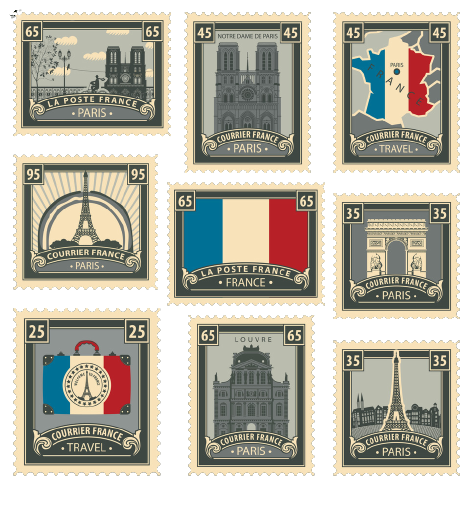 65 65
LA POSTE FRANCE
• PARIS •
45 45
NOTRE DAME DE PARIS
COURRIER FRANCE
• PARIS •
45 45
PARIS
FRANCE
COURRIER FRANCE
• TRAVEL •
95 95
COURRIER FRANCE
• PARIS •
65 65
LA POSTE FRANCE
• FRANCE •
35 35
COURRIER FRANCE
• PARIS •
25 25
COURRIER FRANCE
• TRAVEL •
65 65
LOUVRE
COURRIER FRANCE
• PARIS •
35 35
COURRIER FRANCE
• PARIS •